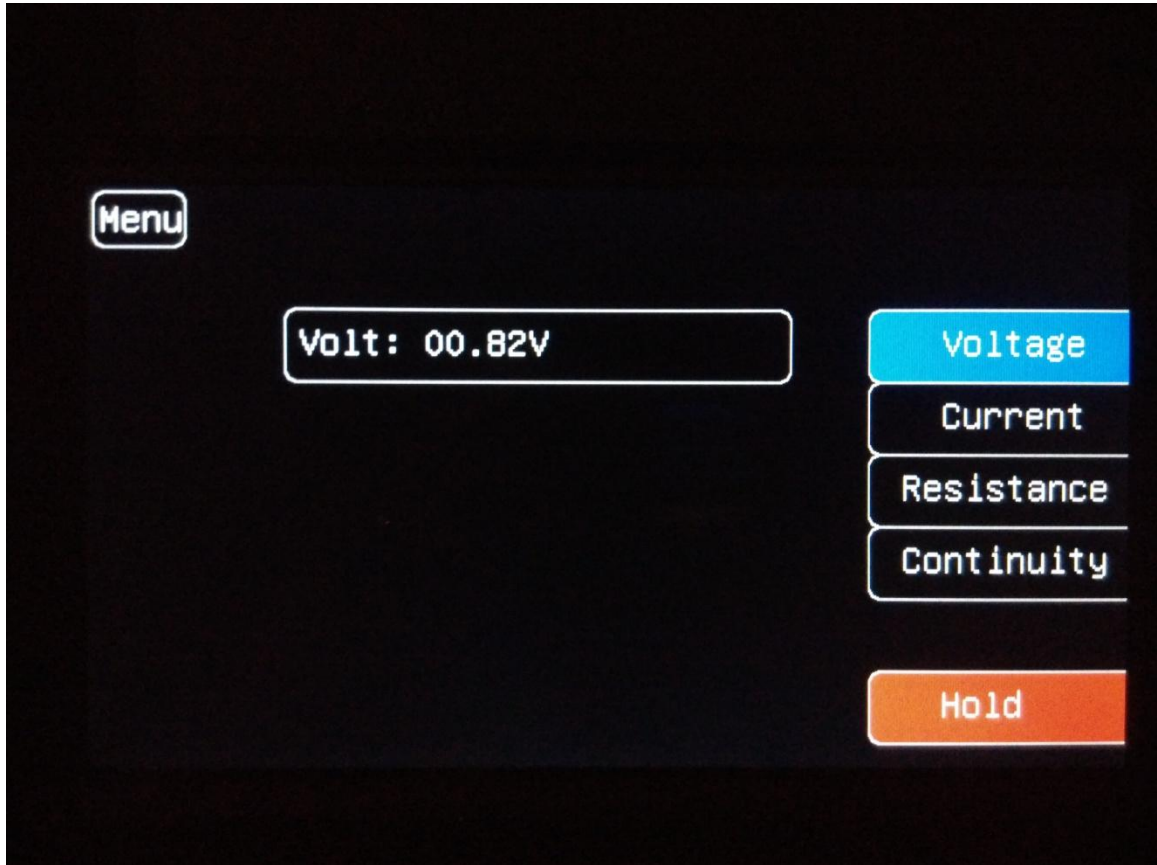 Menu
Volt: 00.82V
Voltage
Current
Resistance
Continuity
Hold